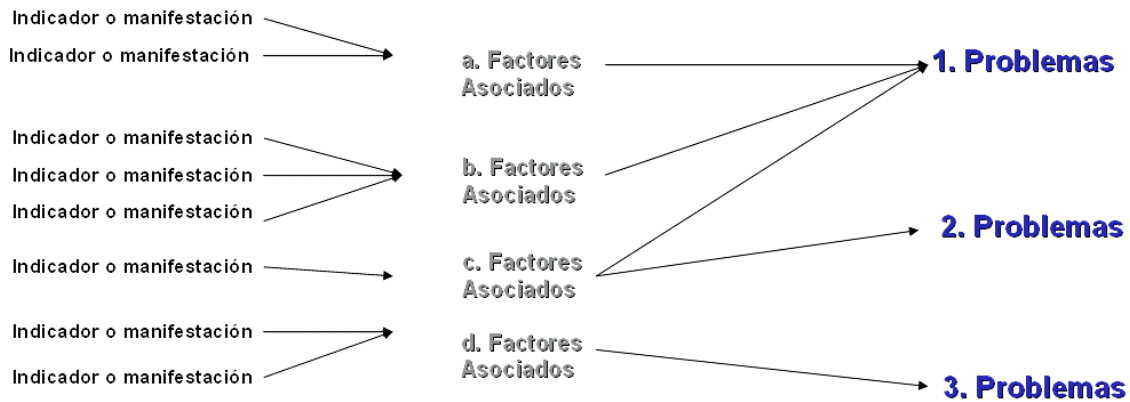 Indicador o manifestación
Indicador o manifestación
a. Factores
Asociados
1. Problemas
Indicador o manifestación
Indicador o manifestación
Indicador o manifestación
b. Factores
Asociados
2. Problemas
Indicador o manifestación
c. Factores
Asociados
Indicador o manifestación
Indicador o manifestación
d. Factores
Asociados
3. Problemas